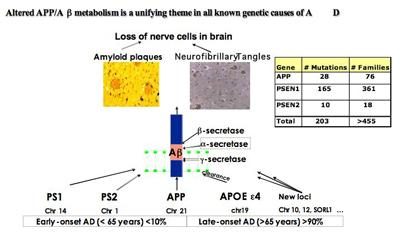 Altered APP/A β metabolism is a unifying theme in all known genetic causes of A D
Loss of nerve cells in brain
Amyloid plaques NeurofibrillaryTangles
Gene # Mutations # Families
APP 28 76
PSEN1 165 361
PSEN2 10 18
Total 203 >455
β-secretase
α-secretase
Aβ
γ-secretase
clearance
PS1 PS2 APP APOE ε4 New loci
Chr 14 Chr 1 Chr 21 chr19 Chr 10, 12, SORL1 ...
Early-onset AD (< 65 years) <10% Late-onset AD (>65 years) >90%